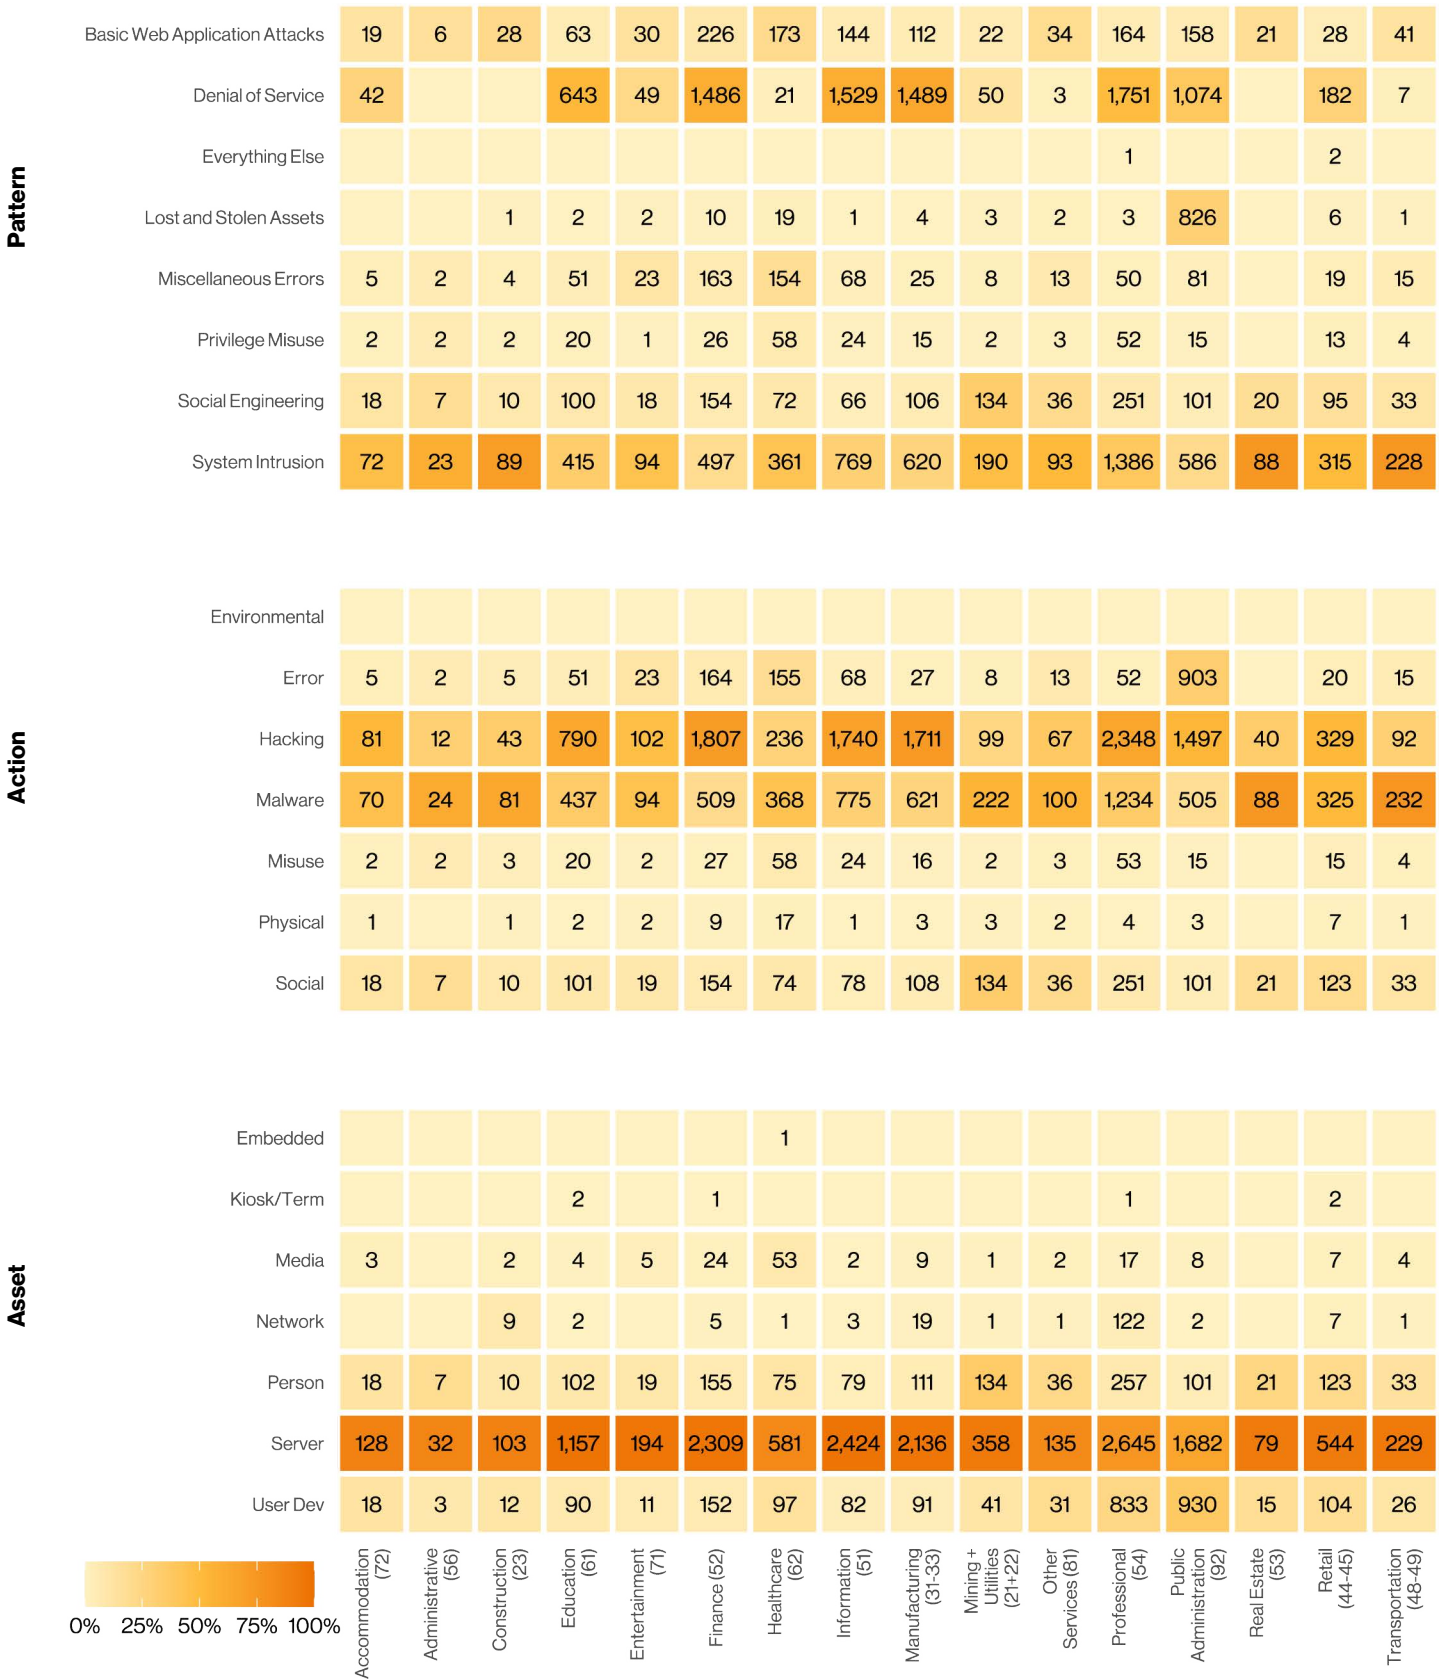 Pattern
Basic Web Application Attacks 19 6 28 63 30 226 173 144 112 22 34 164 158 21 28 41
Denial of Service 42 643 49 1,486 21 1,529 1,489 50 3 1,751 1,074 182 7
Everything Else 1 2
Lost and Stolen Assets 1 2 2 10 19 1 4 3 2 3 826 6 1
Miscellaneous Errors 5 2 4 51 23 163 154 68 25 8 13 50 81 19 15
Privilege Misuse 2 2 2 20 1 26 58 24 15 2 3 52 15 13 4
Social Engineering 18 7 10 100 18 154 72 66 106 134 36 251 101 20 95 33
System Intrusion 72 23 89 415 94 497 361 769 620 190 93 1,386 586 88 315 228
Action
Environmental
Error 5 2 5 51 23 164 155 68 27 8 13 52 903 20 15
Hacking 81 12 43 790 102 1,807 236 1,740 1,711 99 67 2,348 1,497 40 329 92
Malware 70 24 81 437 94 509 368 775 621 222 100 1,234 505 88 325 232
Misuse 2 2 3 20 2 27 58 24 16 2 3 53 15 15 4
Physical 1 1 2 2 9 17 1 3 3 2 4 3 7 1
Social 18 7 10 101 19 154 74 78 108 134 36 251 101 21 123 33
Asset
Embedded 1
Kiosk/Term 2 1 1 2
Media 3 2 4 5 24 53 2 9 1 2 17 8 7 4
Network 9 2 5 1 3 19 1 1 122 2 7 1
Person 18 7 10 102 19 155 75 79 111 134 36 257 101 21 123 33
Server 128 32 103 1,157 194 2,309 581 2,424 2,136 358 135 2,645 1,682 79 544 229
User Dev 18 3 12 90 11 152 97 82 91 41 31 833 930 15 104 26
0% 25% 50% 75% 100%
Accommodation
(72)
Administrative
(56)
Construction
(23)
Education
(61)
Entertainment
(71)
Finance (52)
Healthcare
(62)
Information
(51)
Manufacturing
(31-33)
Mining +
Utilities
(21+22)
Other
Services (81)
Professional
(54)
Public
Administration
(92)
Real Estate
(53)
Retail
(44-45)
Transportation
(48-49)